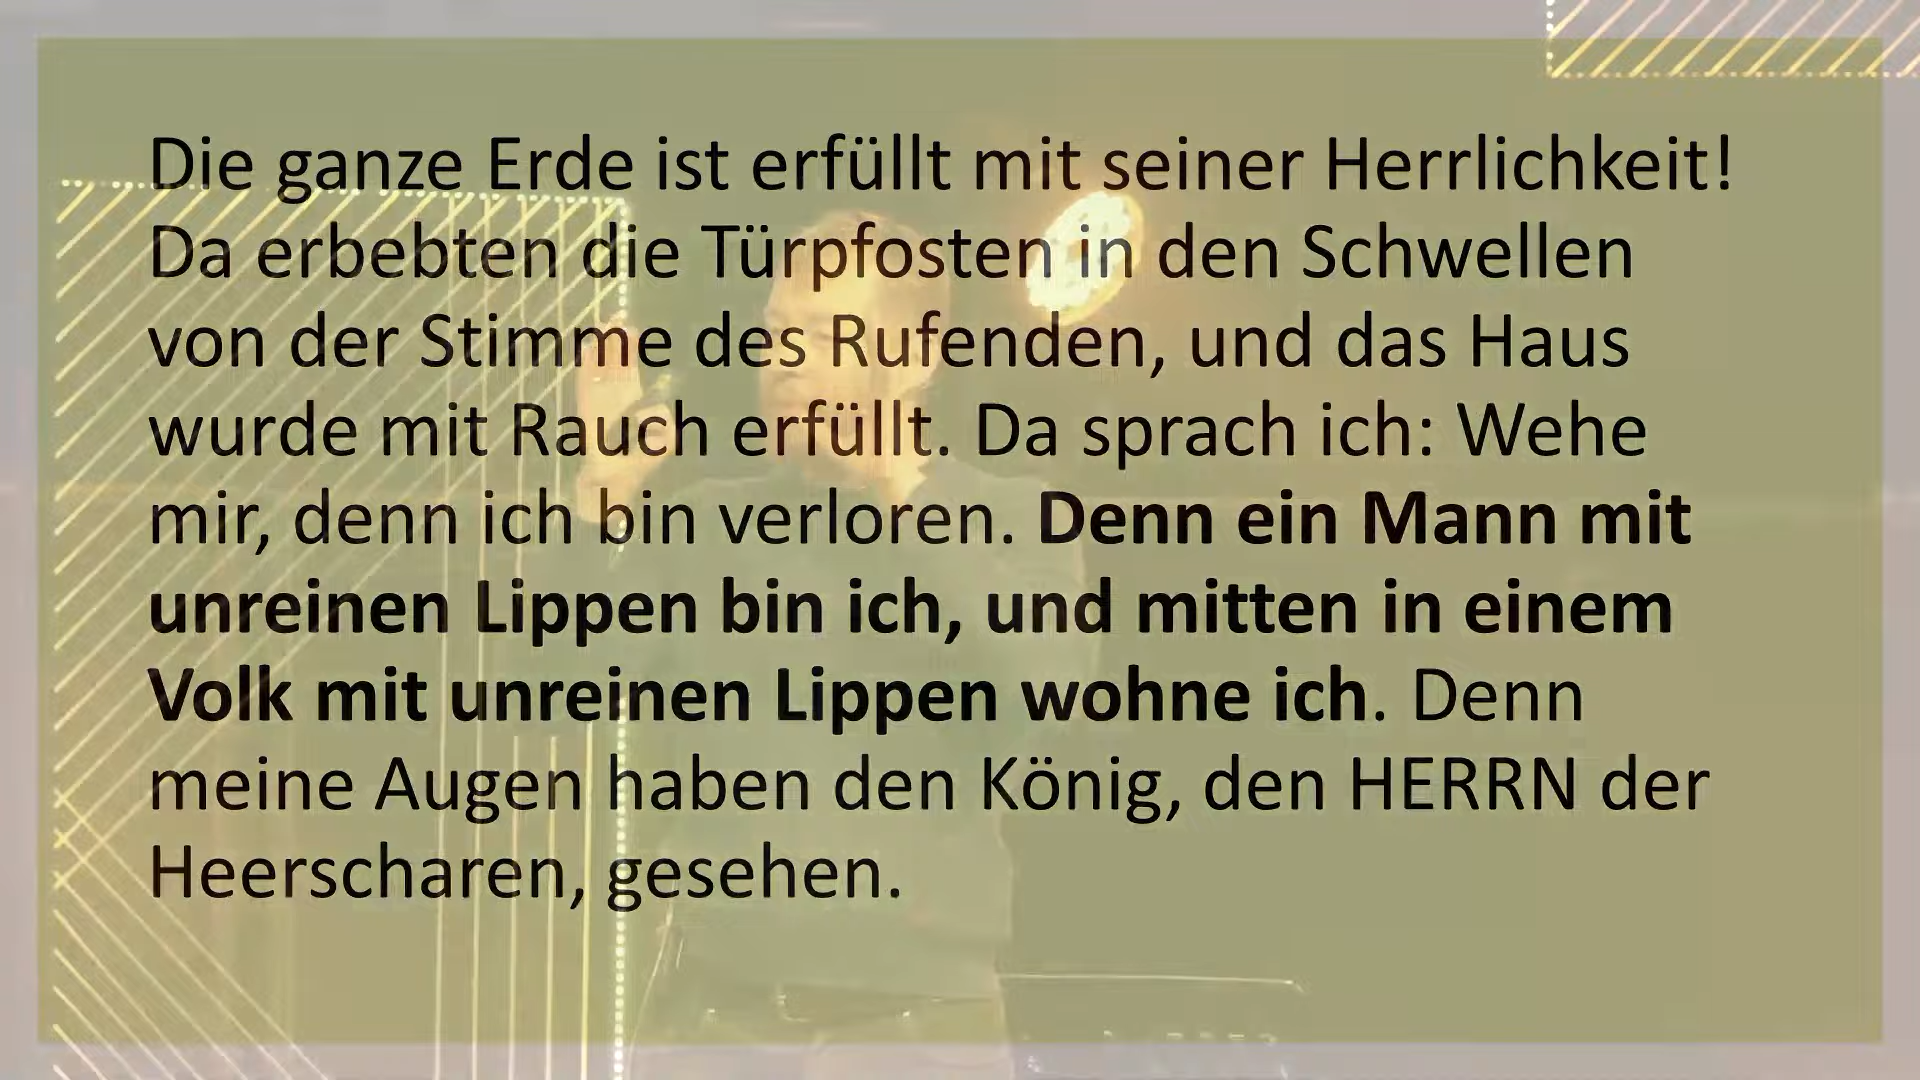 Die ganze Erde ist erfüllt mit seiner Herrlichkeit!
Da erbebten die Türpfosten in den Schwellen
von der Stimme des Rufenden, und das Haus
wurde mit Rauch erfüllt. Da sprach ich: Wehe
mir, denn ich bin verloren. Denn ein Mann mit
unreinen Lippen bin ich, und mitten in einem
Volk mit unreinen Lippen wohne ich. Denn
meine Augen haben den König, den HERRN der
Heerscharen, gesehen.